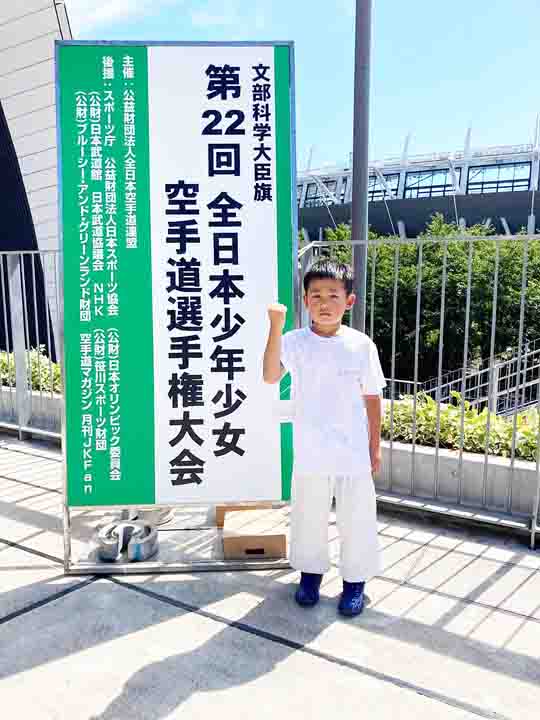 文部科学大臣旗
第22回 全日本少年少女
空手道選手権大会
主催：公益財団法人全日本空手道連盟
後援：スポーツ庁 公益財団法人日本スポーツ協会 (公財)日本オリンピック委員会
(公財)日本武道館 日本武道協議会 NHK (公財)笹川スポーツ財団
(公財)ブルーシー・アンド・グリーンランド財団 空手道マガジン 月刊JKFan